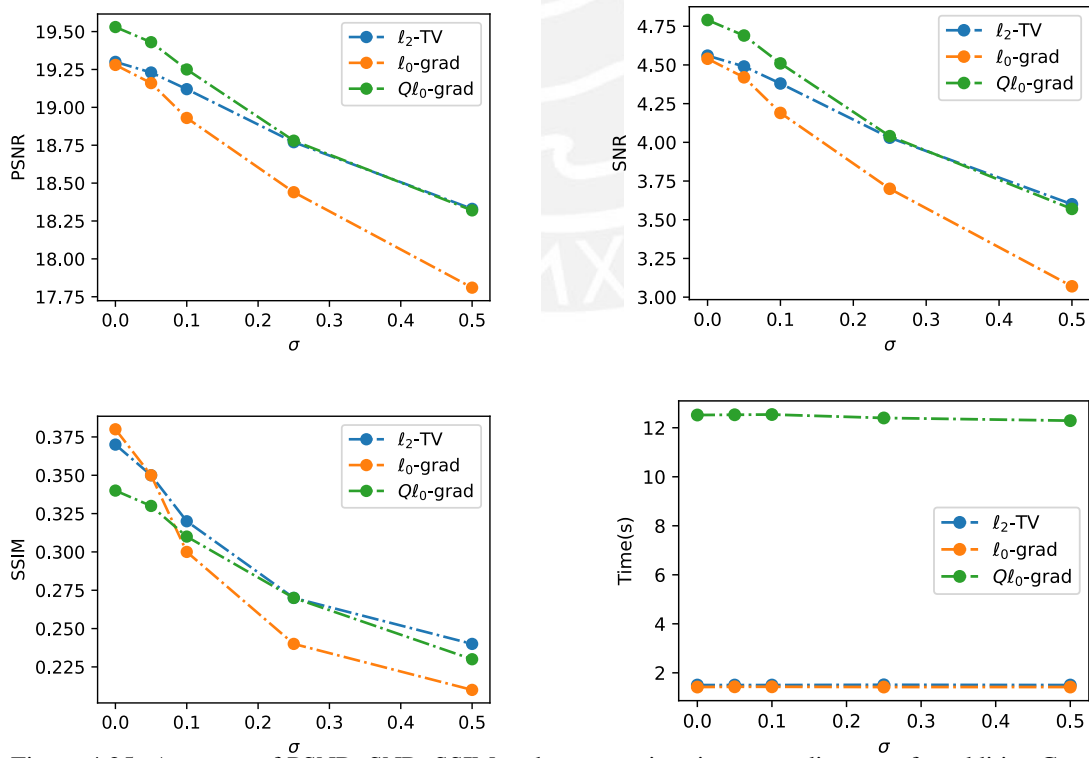 19.50
19.25
19.00
18.75
18.50
18.25
18.00
17.75
PSNR
0.0 0.1 0.2 0.3 0.4 0.5
σ
ℓ₂-TV
ℓ₀-grad
Qℓ₀-grad
4.75
4.50
4.25
4.00
3.75
3.50
3.25
3.00
SNR
0.0 0.1 0.2 0.3 0.4 0.5
σ
ℓ₂-TV
ℓ₀-grad
Qℓ₀-grad
MX
0.375
0.350
0.325
0.300
0.275
0.250
0.225
SSIM
0.0 0.1 0.2 0.3 0.4 0.5
σ
ℓ₂-TV
ℓ₀-grad
Qℓ₀-grad
12
10
8
6
4
2
Time(s)
0.0 0.1 0.2 0.3 0.4 0.5
σ
ℓ₂-TV
ℓ₀-grad
Qℓ₀-grad